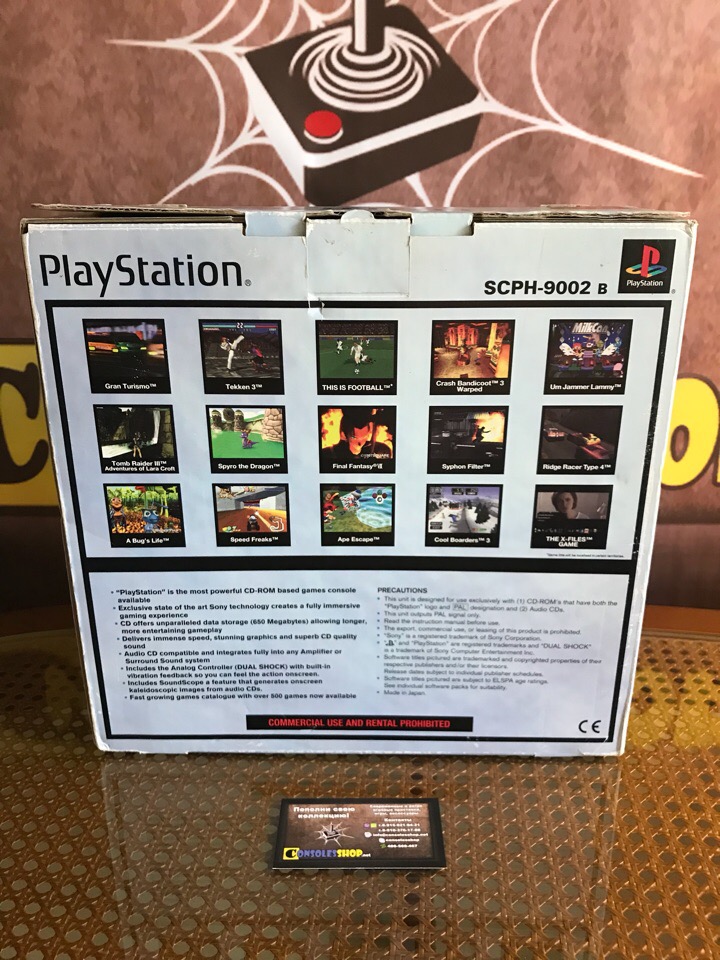 PlayStation®
SCPH-9002 B
PlayStation ®
Gran Turismo™
Tekken 3™
THIS IS FOOTBALL™*
Crash Bandicoot™ 3
Warped
MilkCan
Um Jammer Lammy™
Tomb Raider III™
Adventures of Lara Croft
Spyro the Dragon™
Final Fantasy®
Syphon Filter™
Ridge Racer Type 4™
A Bug's Life™
Speed Freaks™
Ape Escape™
Cool Boarders™ 3
THE X-FILES™
GAME
• "PlayStation" is the most powerful CD-ROM based games console
available
• Exclusive state of the art Sony technology creates a fully immersive
gaming experience
• CD offers unparalleled data storage (650 Megabytes) allowing longer,
more entertaining gameplay
• Delivers immense speed, stunning graphics and superb CD quality
sound
• Audio CD compatible and integrates fully into any Amplifier or
Surround Sound system
• Includes the Analog Controller (DUAL SHOCK) with built-in
vibration feedback so you can feel the action onscreen.
• Includes SoundScope a feature that generates onscreen
kaleidoscopic images from audio CDs.
• Fast growing games catalogue with over 500 games now available
PRECAUTIONS
• This unit is designed for use exclusively with (1) CD-ROM's that have both the
"PlayStation" logo and PAL designation and (2) Audio CDs.
• This unit outputs PAL signal only.
• Read the instruction manual before use.
• The export, commercial use, or leasing of this product is prohibited.
• "Sony" is a registered trademark of Sony Corporation.
• and "PlayStation" are registered trademarks and "DUAL SHOCK"
is a trademark of Sony Computer Entertainment Inc.
• Software titles pictured are trademarked and copyrighted properties of their
respective publishers and/or their licensors.
Release dates subject to individual publisher schedules.
• Software titles pictured are subject to ELSPA age ratings.
See individual software packs for suitability.
• Made in Japan.
COMMERCIAL USE AND RENTAL PROHIBITED
CE
Пополни свою
коллекцию!
Контакты
info@consolesshop.net
consolesshop
CONSOLESSHOP.net